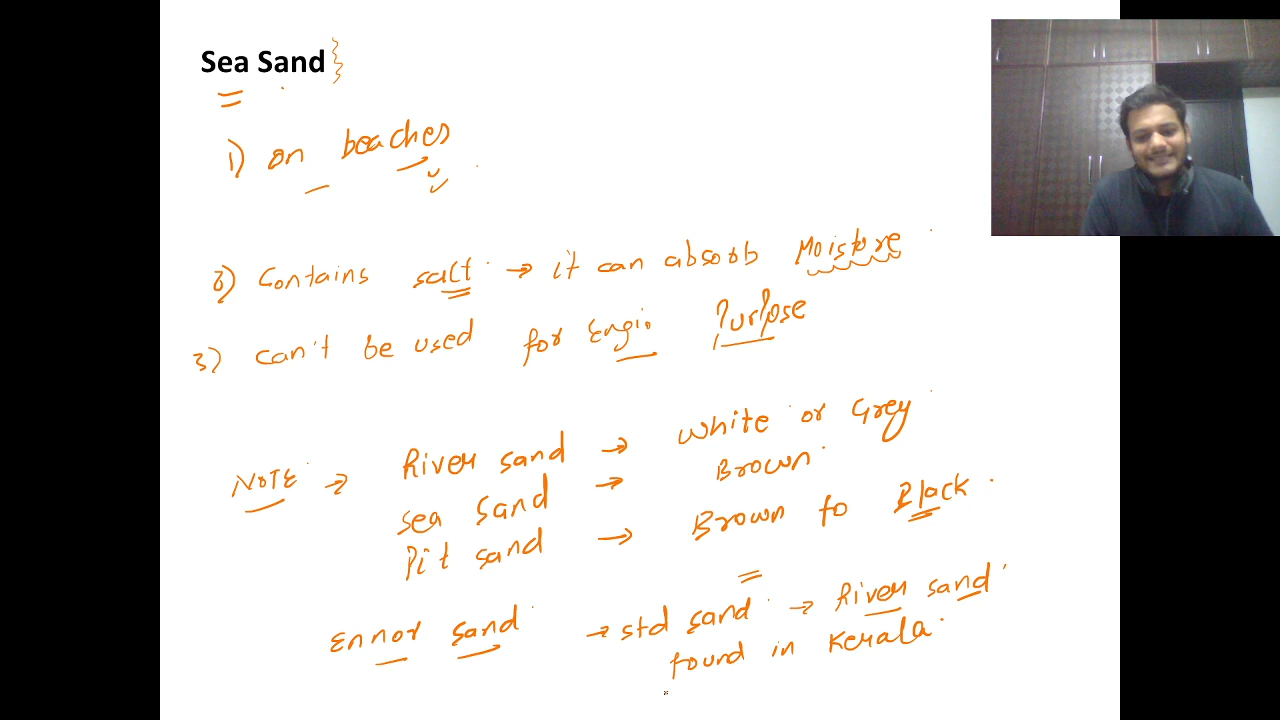 Sea Sand
1) on beaches
2) Contains salt → it can absorb Moisture
3) can't be used for Engi. Purpose
NOTE → River sand → white or Grey
Sea Sand → Brown
Pit sand → Brown to Black
Ennor sand → std sand → River sand
found in Kerala